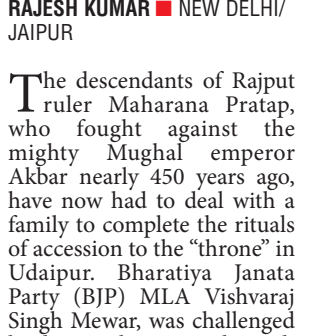 RAJESH KUMAR ■ NEW DELHI/
JAIPUR
The descendants of Rajput
ruler Maharana Pratap,
who fought against the
mighty Mughal emperor
Akbar nearly 450 years ago,
have now had to deal with a
family to complete the rituals
of accession to the “throne” in
Udaipur. Bharatiya Janata
Party (BJP) MLA Vishvaraj
Singh Mewar, was challenged